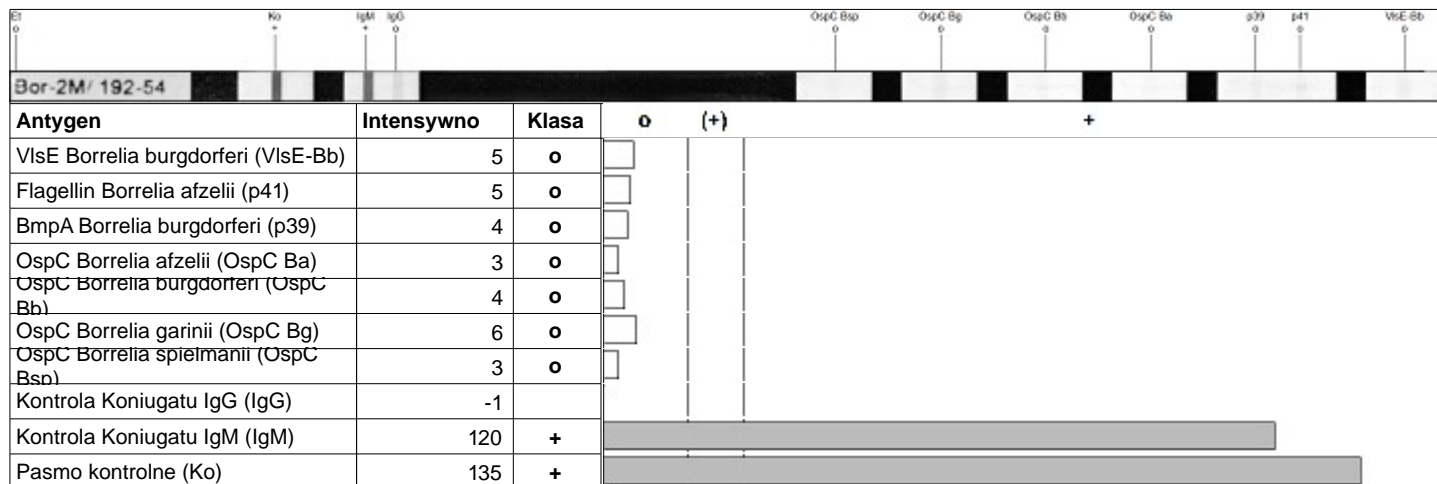 Et Ko IgM IgG OspC Bsp OspC Bg OspC Bb OspC Ba p39 p41 VlsE-Bb
o + + o o o o o o o o
Bor-2M/ 192-54
Antygen Intensywno Klasa o (+) +
VlsE Borrelia burgdorferi (VlsE-Bb) 5 o
Flagellin Borrelia afzelii (p41) 5 o
BmpA Borrelia burgdorferi (p39) 4 o
OspC Borrelia afzelii (OspC Ba) 3 o
OspC Borrelia burgdorferi (OspC
Bb) 4 o
OspC Borrelia garinii (OspC Bg) 6 o
OspC Borrelia spielmanii (OspC
Bsp) 3 o
Kontrola Koniugatu IgG (IgG) -1
Kontrola Koniugatu IgM (IgM) 120 +
Pasmo kontrolne (Ko) 135 +